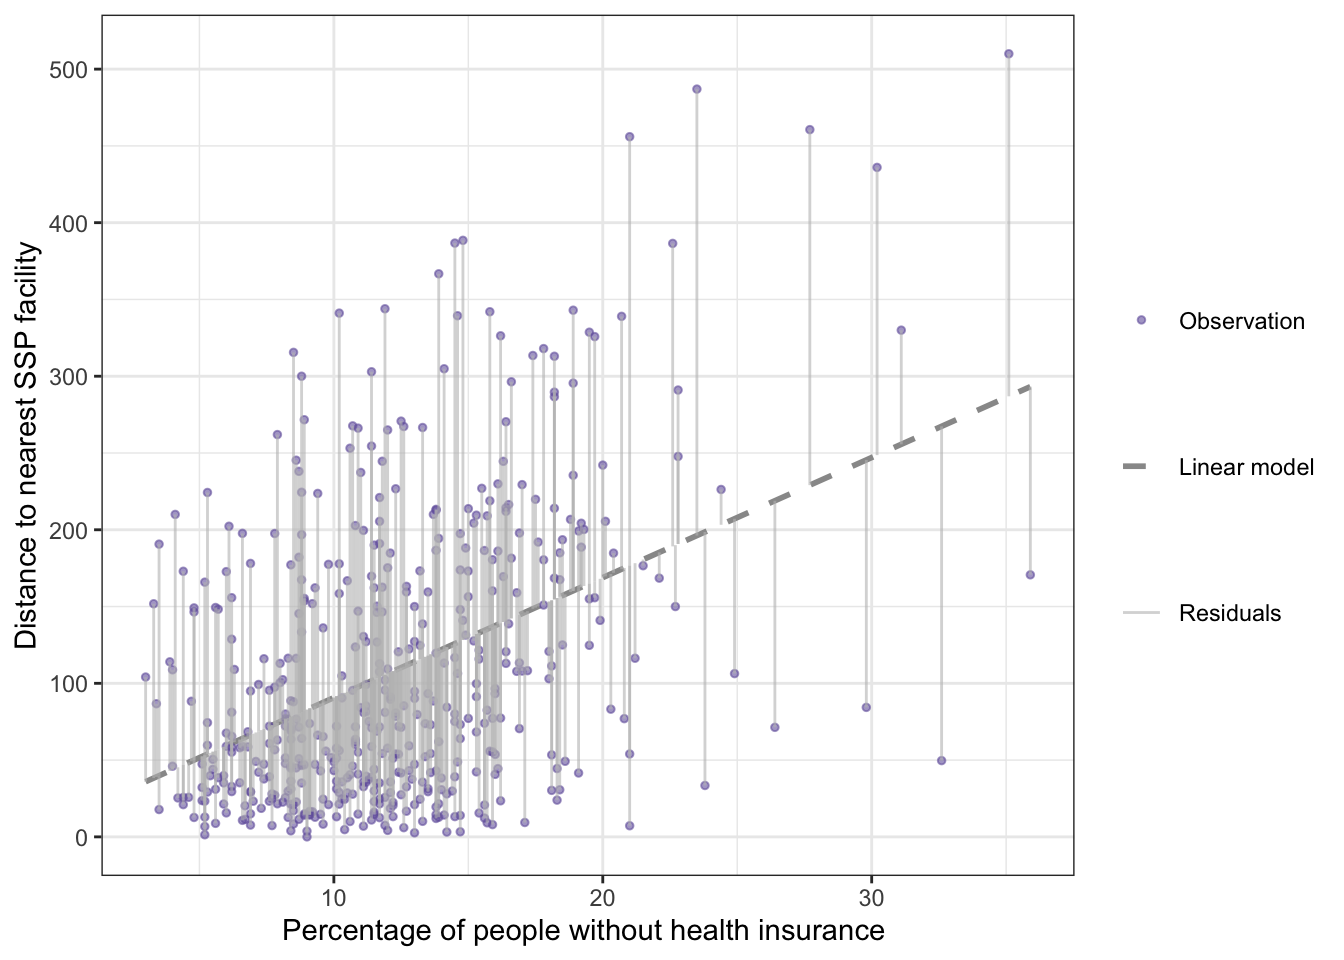 500
400
300
200
100
0
10 20 30
Percentage of people without health insurance
Distance to nearest SSP facility
Observation
Linear model
Residuals